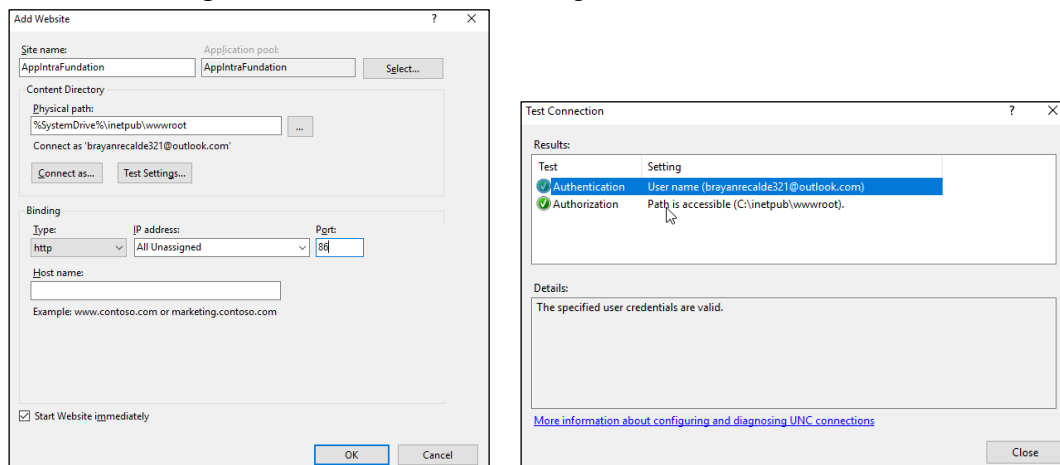 Add Website
? X
Site name:
Application pool:
AppIntraFundation
AppIntraFundation
Select...
Content Directory
Physical path:
%SystemDrive%\inetpub\wwwroot
...
Connect as 'brayanrecalde321@outlook.com'
Connect as...
Test Settings...
Binding
Type:
IP address:
Port:
http
All Unassigned
86
Host name:
Example: www.contoso.com or marketing.contoso.com
Start Website immediately
OK
Cancel
Test Connection
? X
Results:
Test
Setting
Authentication
User name (brayanrecalde321@outlook.com)
Authorization
Path is accessible (C:\inetpub\wwwroot).
Details:
The specified user credentials are valid.
More information about configuring and diagnosing UNC connections
Close